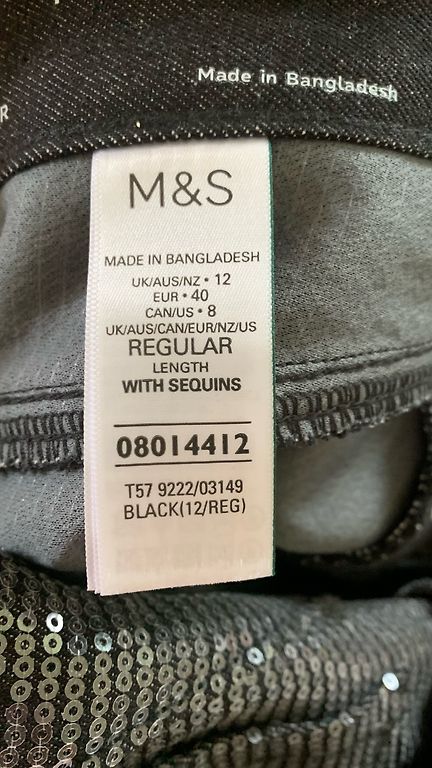 Made in Bangladesh
R
M&S
MADE IN BANGLADESH
UK/AUS/NZ • 12
EUR • 40
CAN/US • 8
UK/AUS/CAN/EUR/NZ/US
REGULAR
LENGTH
WITH SEQUINS
08014412
T57 9222/03149
BLACK(12/REG)